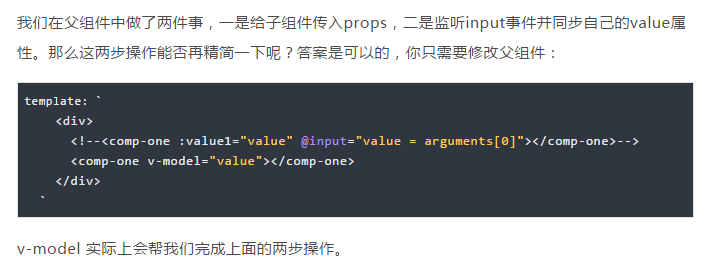 我们在父组件中做了两件事，一是给子组件传入props，二是监听input事件并同步自己的value属
性。那么这两步操作能否再精简一下呢？答案是可以的，你只需要修改父组件：
template: `
<div>
<!--<comp-one :value1="value" @input="value = arguments[0]"></comp-one>-->
<comp-one v-model="value"></comp-one>
</div>
`
v-model 实际上会帮我们完成上面的两步操作。